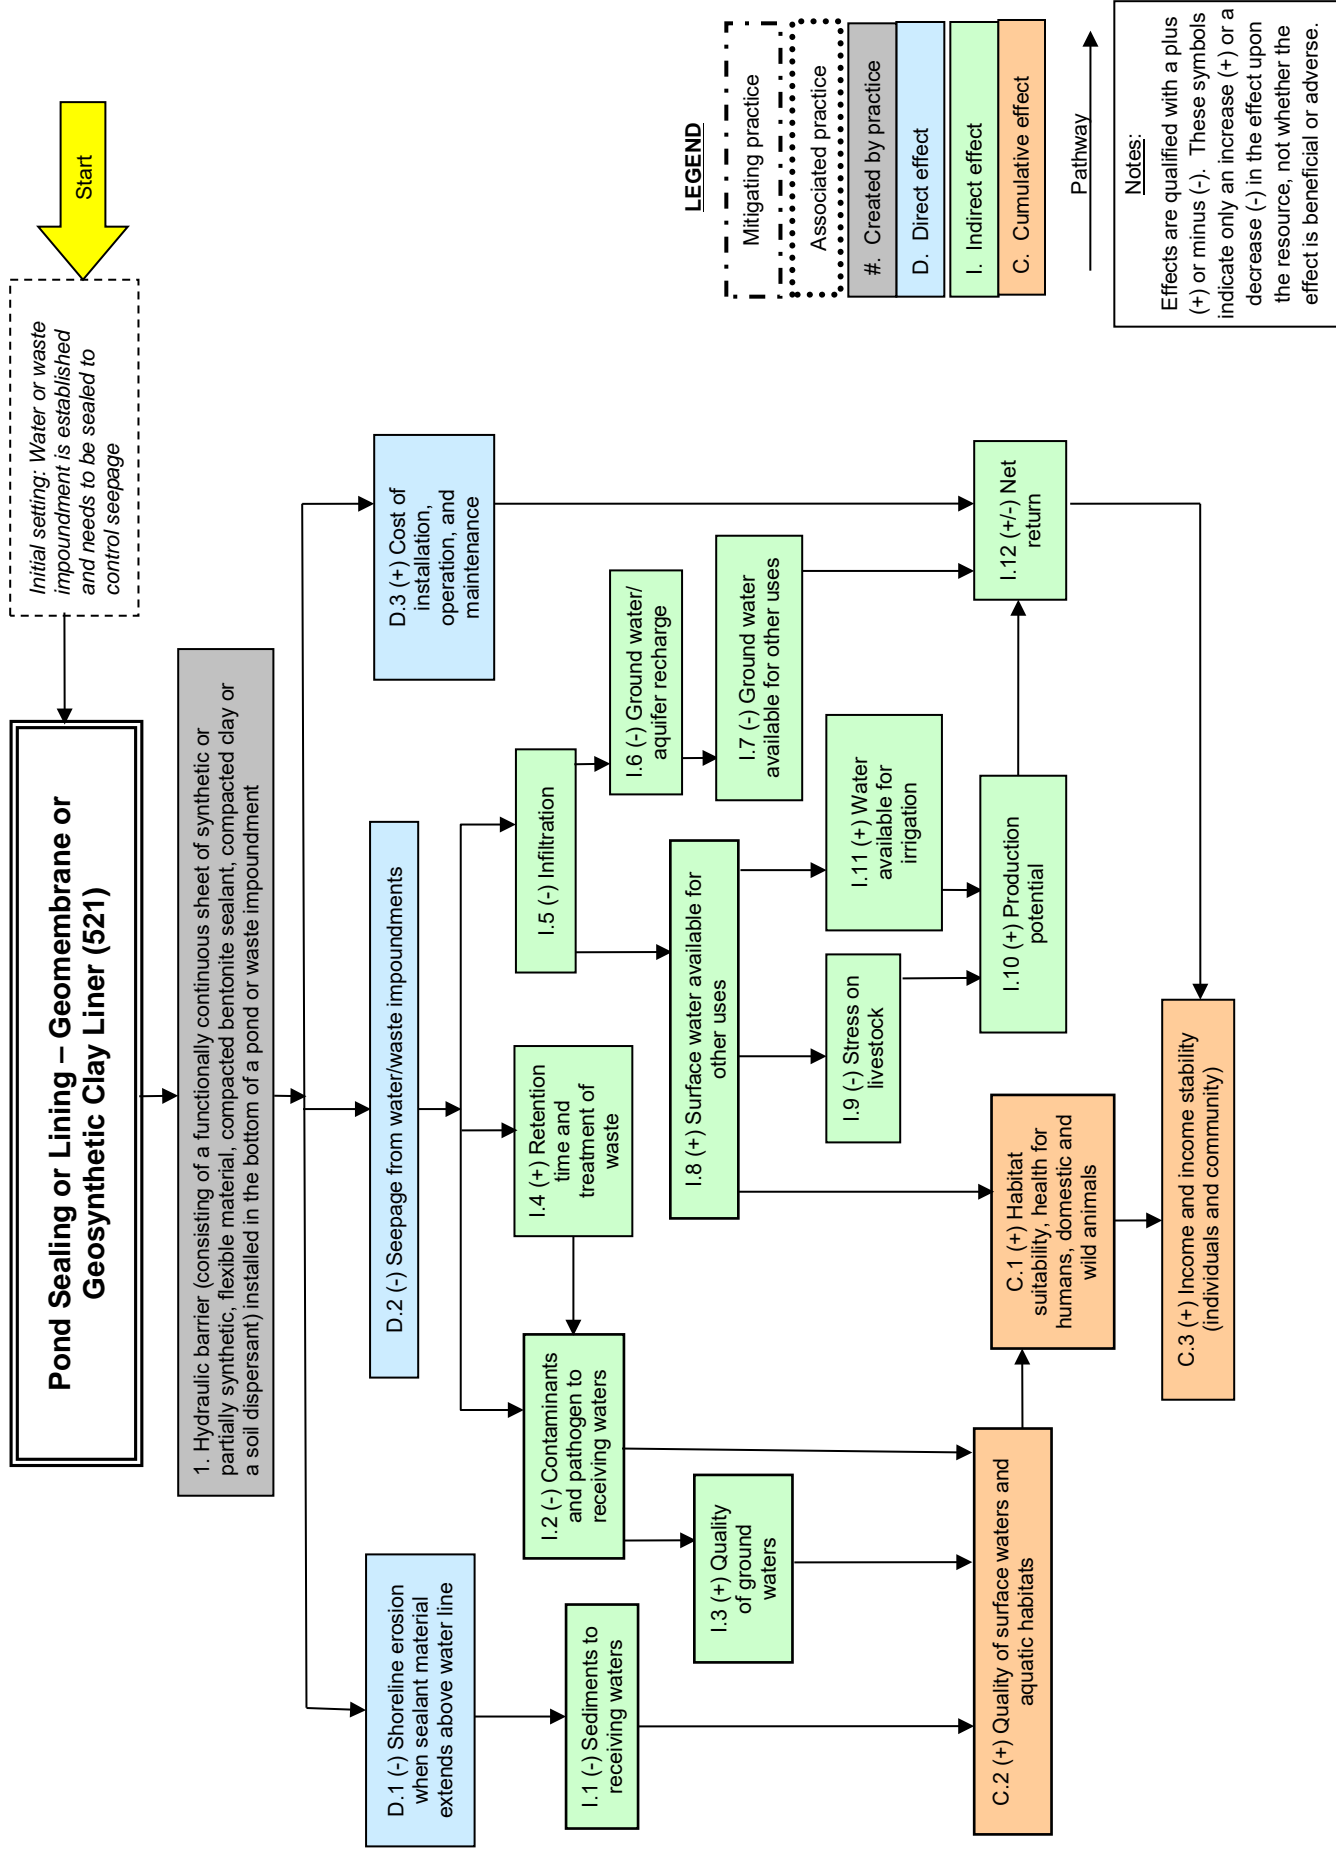 Start
Initial setting: Water or waste
impoundment is established
and needs to be sealed to
control seepage
Pond Sealing or Lining – Geomembrane or
Geosynthetic Clay Liner (521)
1. Hydraulic barrier (consisting of a functionally continuous sheet of synthetic or
partially synthetic, flexible material, compacted bentonite sealant, compacted clay or
a soil dispersant) installed in the bottom of a pond or waste impoundment
D.1 (-) Shoreline erosion
when sealant material
extends above water line
D.2 (-) Seepage from water/waste impoundments
D.3 (+) Cost of
installation,
operation, and
maintenance
I.1 (-) Sediments to
receiving waters
I.2 (-) Contaminants
and pathogen to
receiving waters
I.3 (+) Quality
of ground
waters
I.4 (+) Retention
time and
treatment of
waste
I.5 (-) Infiltration
I.6 (-) Ground water/
aquifer recharge
I.7 (-) Ground water
available for other uses
I.8 (+) Surface water available for
other uses
I.9 (-) Stress on
livestock
I.11 (+) Water
available for
irrigation
I.10 (+) Production
potential
I.12 (+/-) Net
return
C.2 (+) Quality of surface waters and
aquatic habitats
C.1 (+) Habitat
suitability, health for
humans, domestic and
wild animals
C.3 (+) Income and income stability
(individuals and community)
LEGEND
Mitigating practice
Associated practice
#. Created by practice
D. Direct effect
I. Indirect effect
C. Cumulative effect
Pathway
Notes:
Effects are qualified with a plus
(+) or minus (-). These symbols
indicate only an increase (+) or a
decrease (-) in the effect upon
the resource, not whether the
effect is beneficial or adverse.